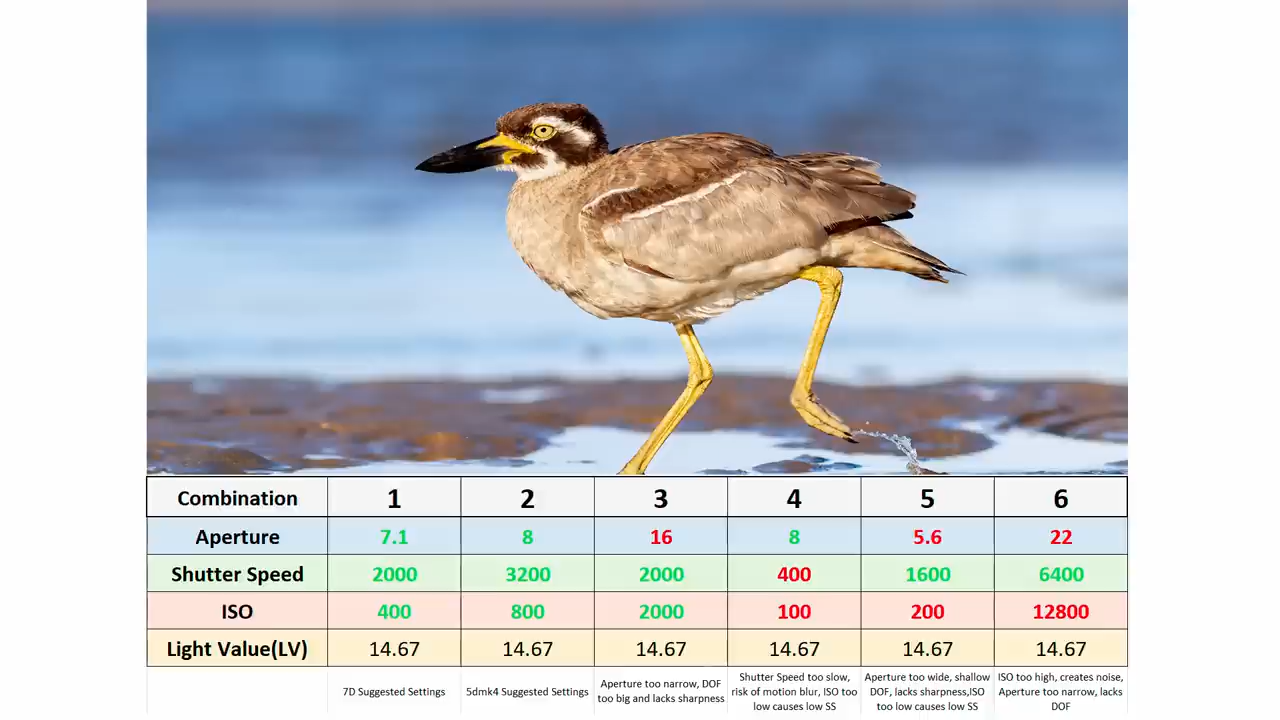 Combination 1 2 3 4 5 6
Aperture 7.1 8 16 8 5.6 22
Shutter Speed 2000 3200 2000 400 1600 6400
ISO 400 800 2000 100 200 12800
Light Value(LV) 14.67 14.67 14.67 14.67 14.67 14.67
7D Suggested Settings
5dmk4 Suggested Settings
Aperture too narrow, DOF
too big and lacks sharpness
Shutter Speed too slow,
risk of motion blur, ISO too
low causes low SS
Aperture too wide, shallow
DOF, lacks sharpness,ISO
too low causes low SS
ISO too high, creates noise,
Aperture too narrow, lacks
DOF